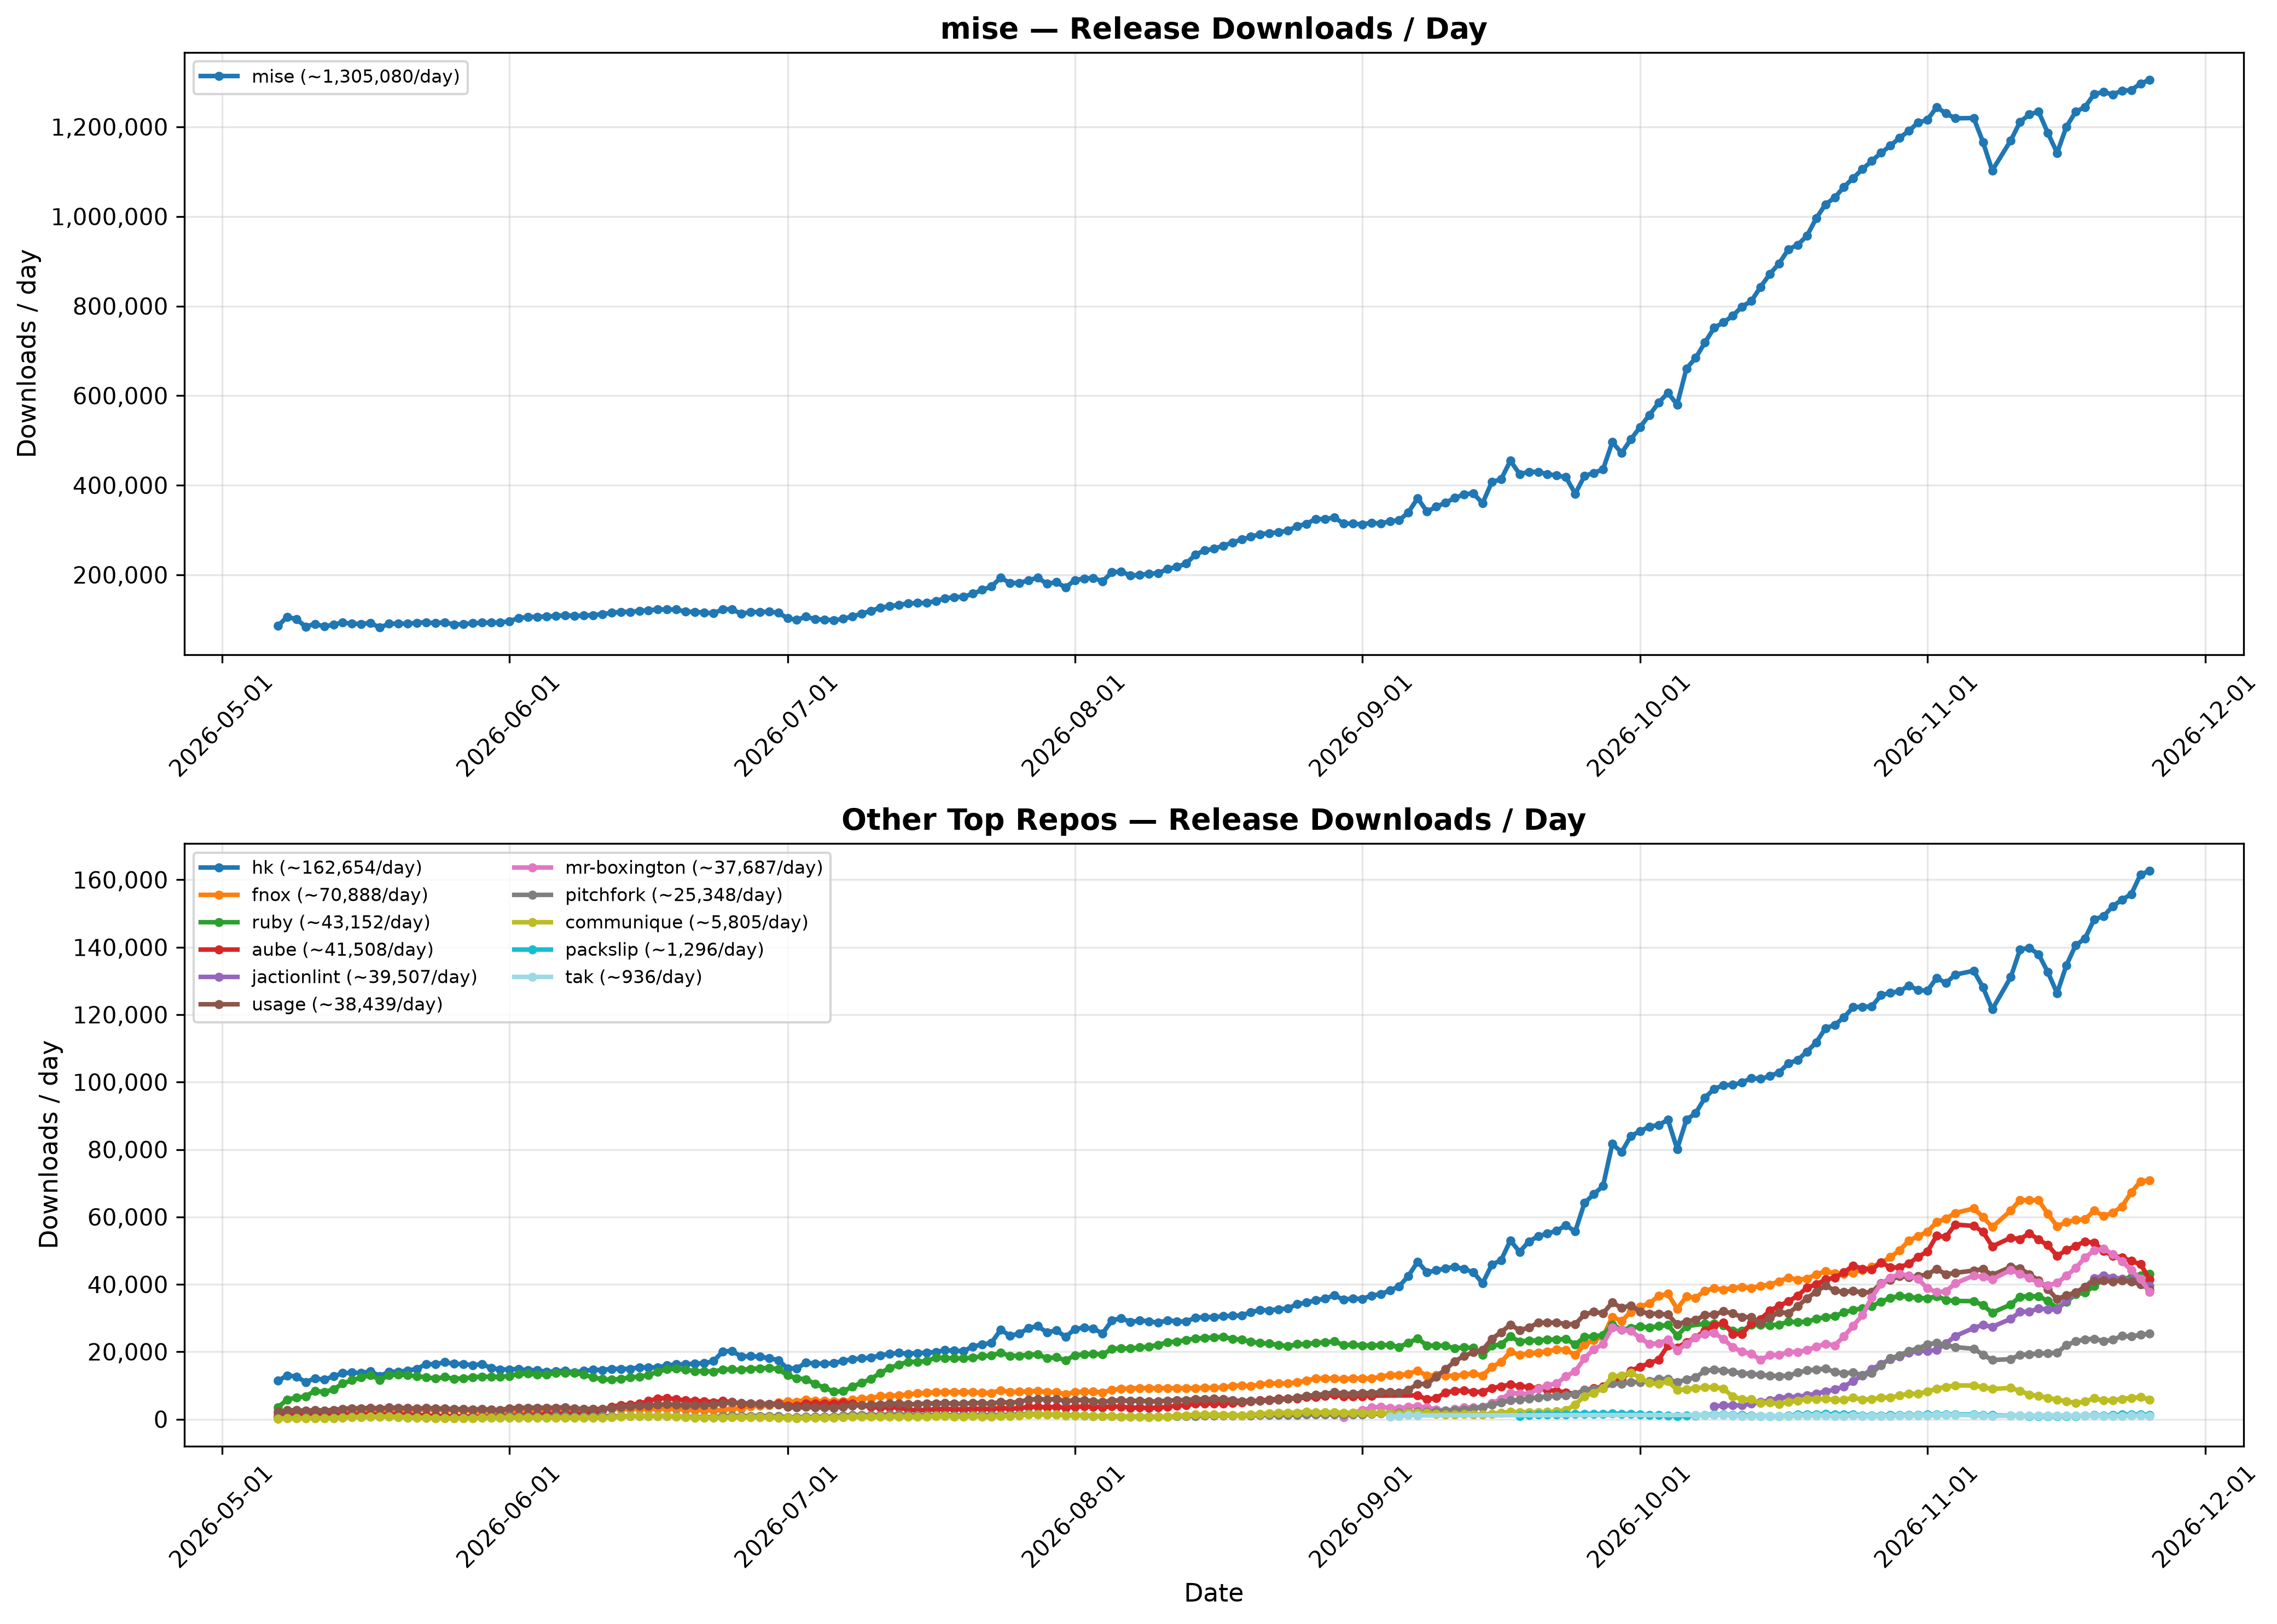 mise — Release Downloads / Day
mise (~1,305,080/day)
Downloads / day
1,200,000
1,000,000
800,000
600,000
400,000
200,000
2026-05-01
2026-06-01
2026-07-01
2026-08-01
2026-09-01
2026-10-01
2026-11-01
2026-12-01
Other Top Repos — Release Downloads / Day
hk (~162,654/day)
fnox (~70,888/day)
ruby (~43,152/day)
aube (~41,508/day)
jactionlint (~39,507/day)
usage (~38,439/day)
mr-boxington (~37,687/day)
pitchfork (~25,348/day)
communique (~5,805/day)
packslip (~1,296/day)
tak (~936/day)
Downloads / day
160,000
140,000
120,000
100,000
80,000
60,000
40,000
20,000
0
2026-05-01
2026-06-01
2026-07-01
2026-08-01
2026-09-01
2026-10-01
2026-11-01
2026-12-01
Date